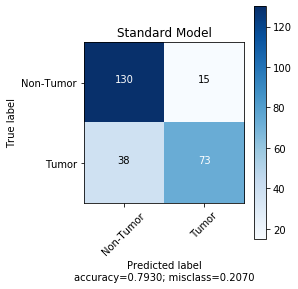 Standard Model
Non-Tumor
130
15
Tumor
38
73
True label
Non-Tumor
Tumor
Predicted label
accuracy=0.7930; misclass=0.2070
120
100
80
60
40
20